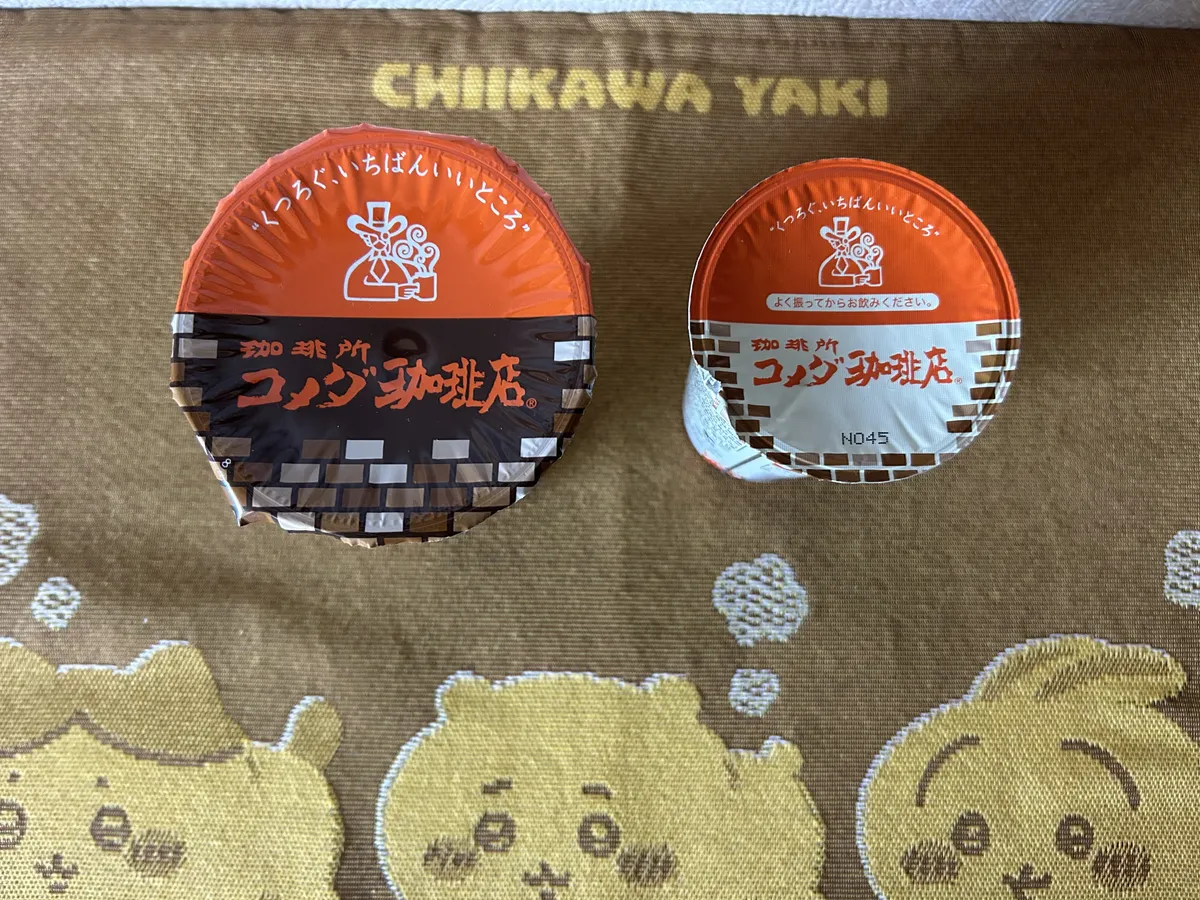 CHIIKAWA YAKI
“くつろぐ、いちばんいいところ”
珈琲所
コメダ珈琲店®
8
“くつろぐ、いちばんいいところ”
よく振ってからお飲みください。
珈琲所
コメダ珈琲店®
NO45